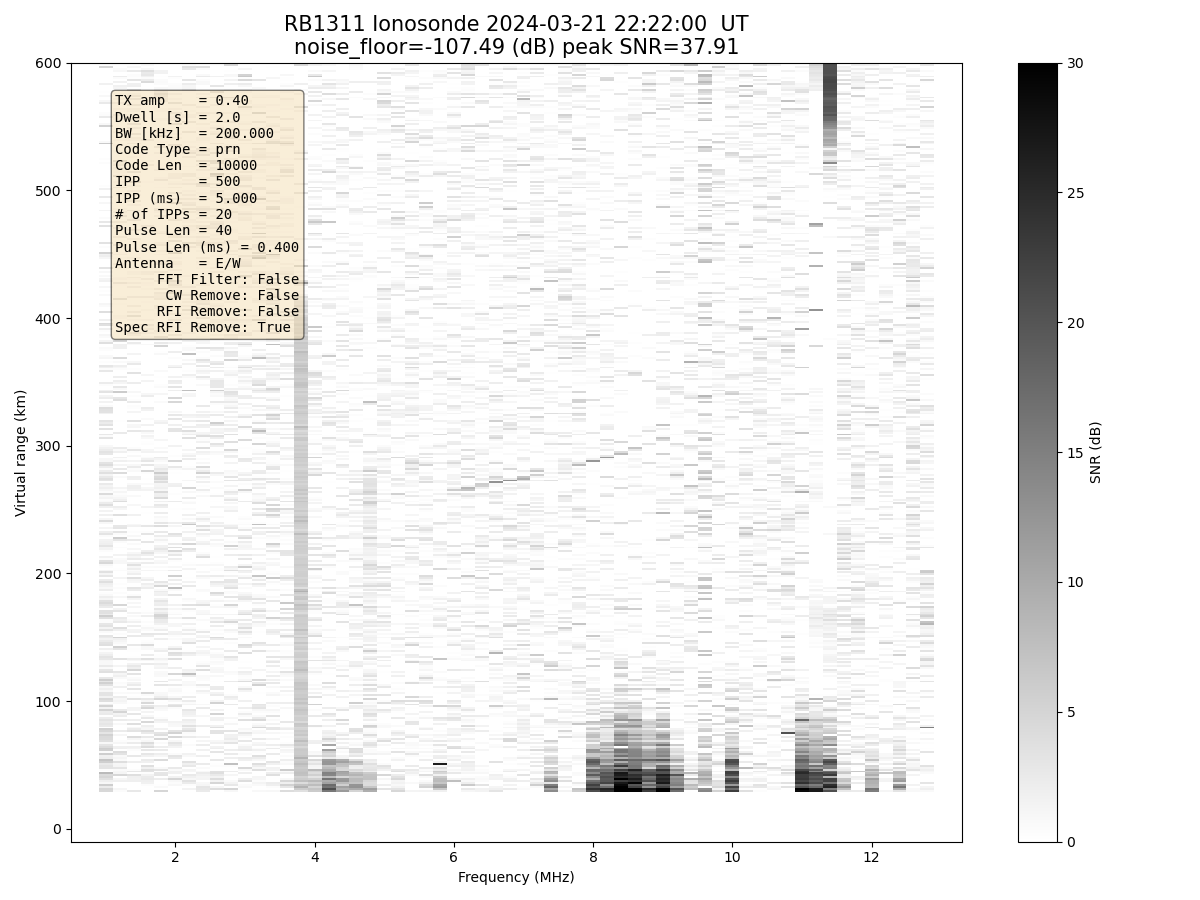 RB1311 Ionosonde 2024-03-21 22:22:00  UT
noise_floor=-107.49 (dB) peak SNR=37.91
600
500
400
300
200
100
0
Virtual range (km)
TX amp    = 0.40
Dwell [s] = 2.0
BW [kHz]  = 200.000
Code Type = prn
Code Len  = 10000
IPP       = 500
IPP (ms)  = 5.000
# of IPPs = 20
Pulse Len = 40
Pulse Len (ms) = 0.400
Antenna   = E/W
FFT Filter: False
CW Remove: False
RFI Remove: False
Spec RFI Remove: True
2 4 6 8 10 12
Frequency (MHz)
30
25
20
15
10
5
0
SNR (dB)